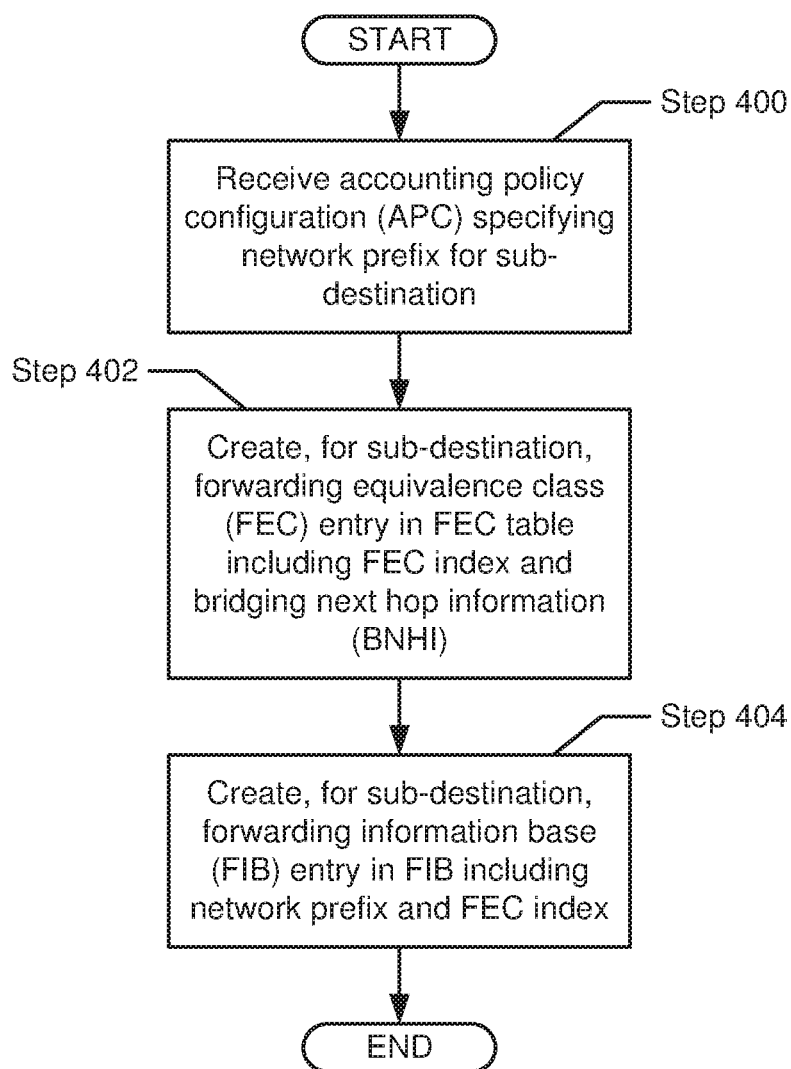 START
Step 400
Receive accounting policy
configuration (APC) specifying
network prefix for sub-
destination
Step 402
Create, for sub-destination,
forwarding equivalence class
(FEC) entry in FEC table
including FEC index and
bridging next hop information
(BNHI)
Step 404
Create, for sub-destination,
forwarding information base
(FIB) entry in FIB including
network prefix and FEC index
END